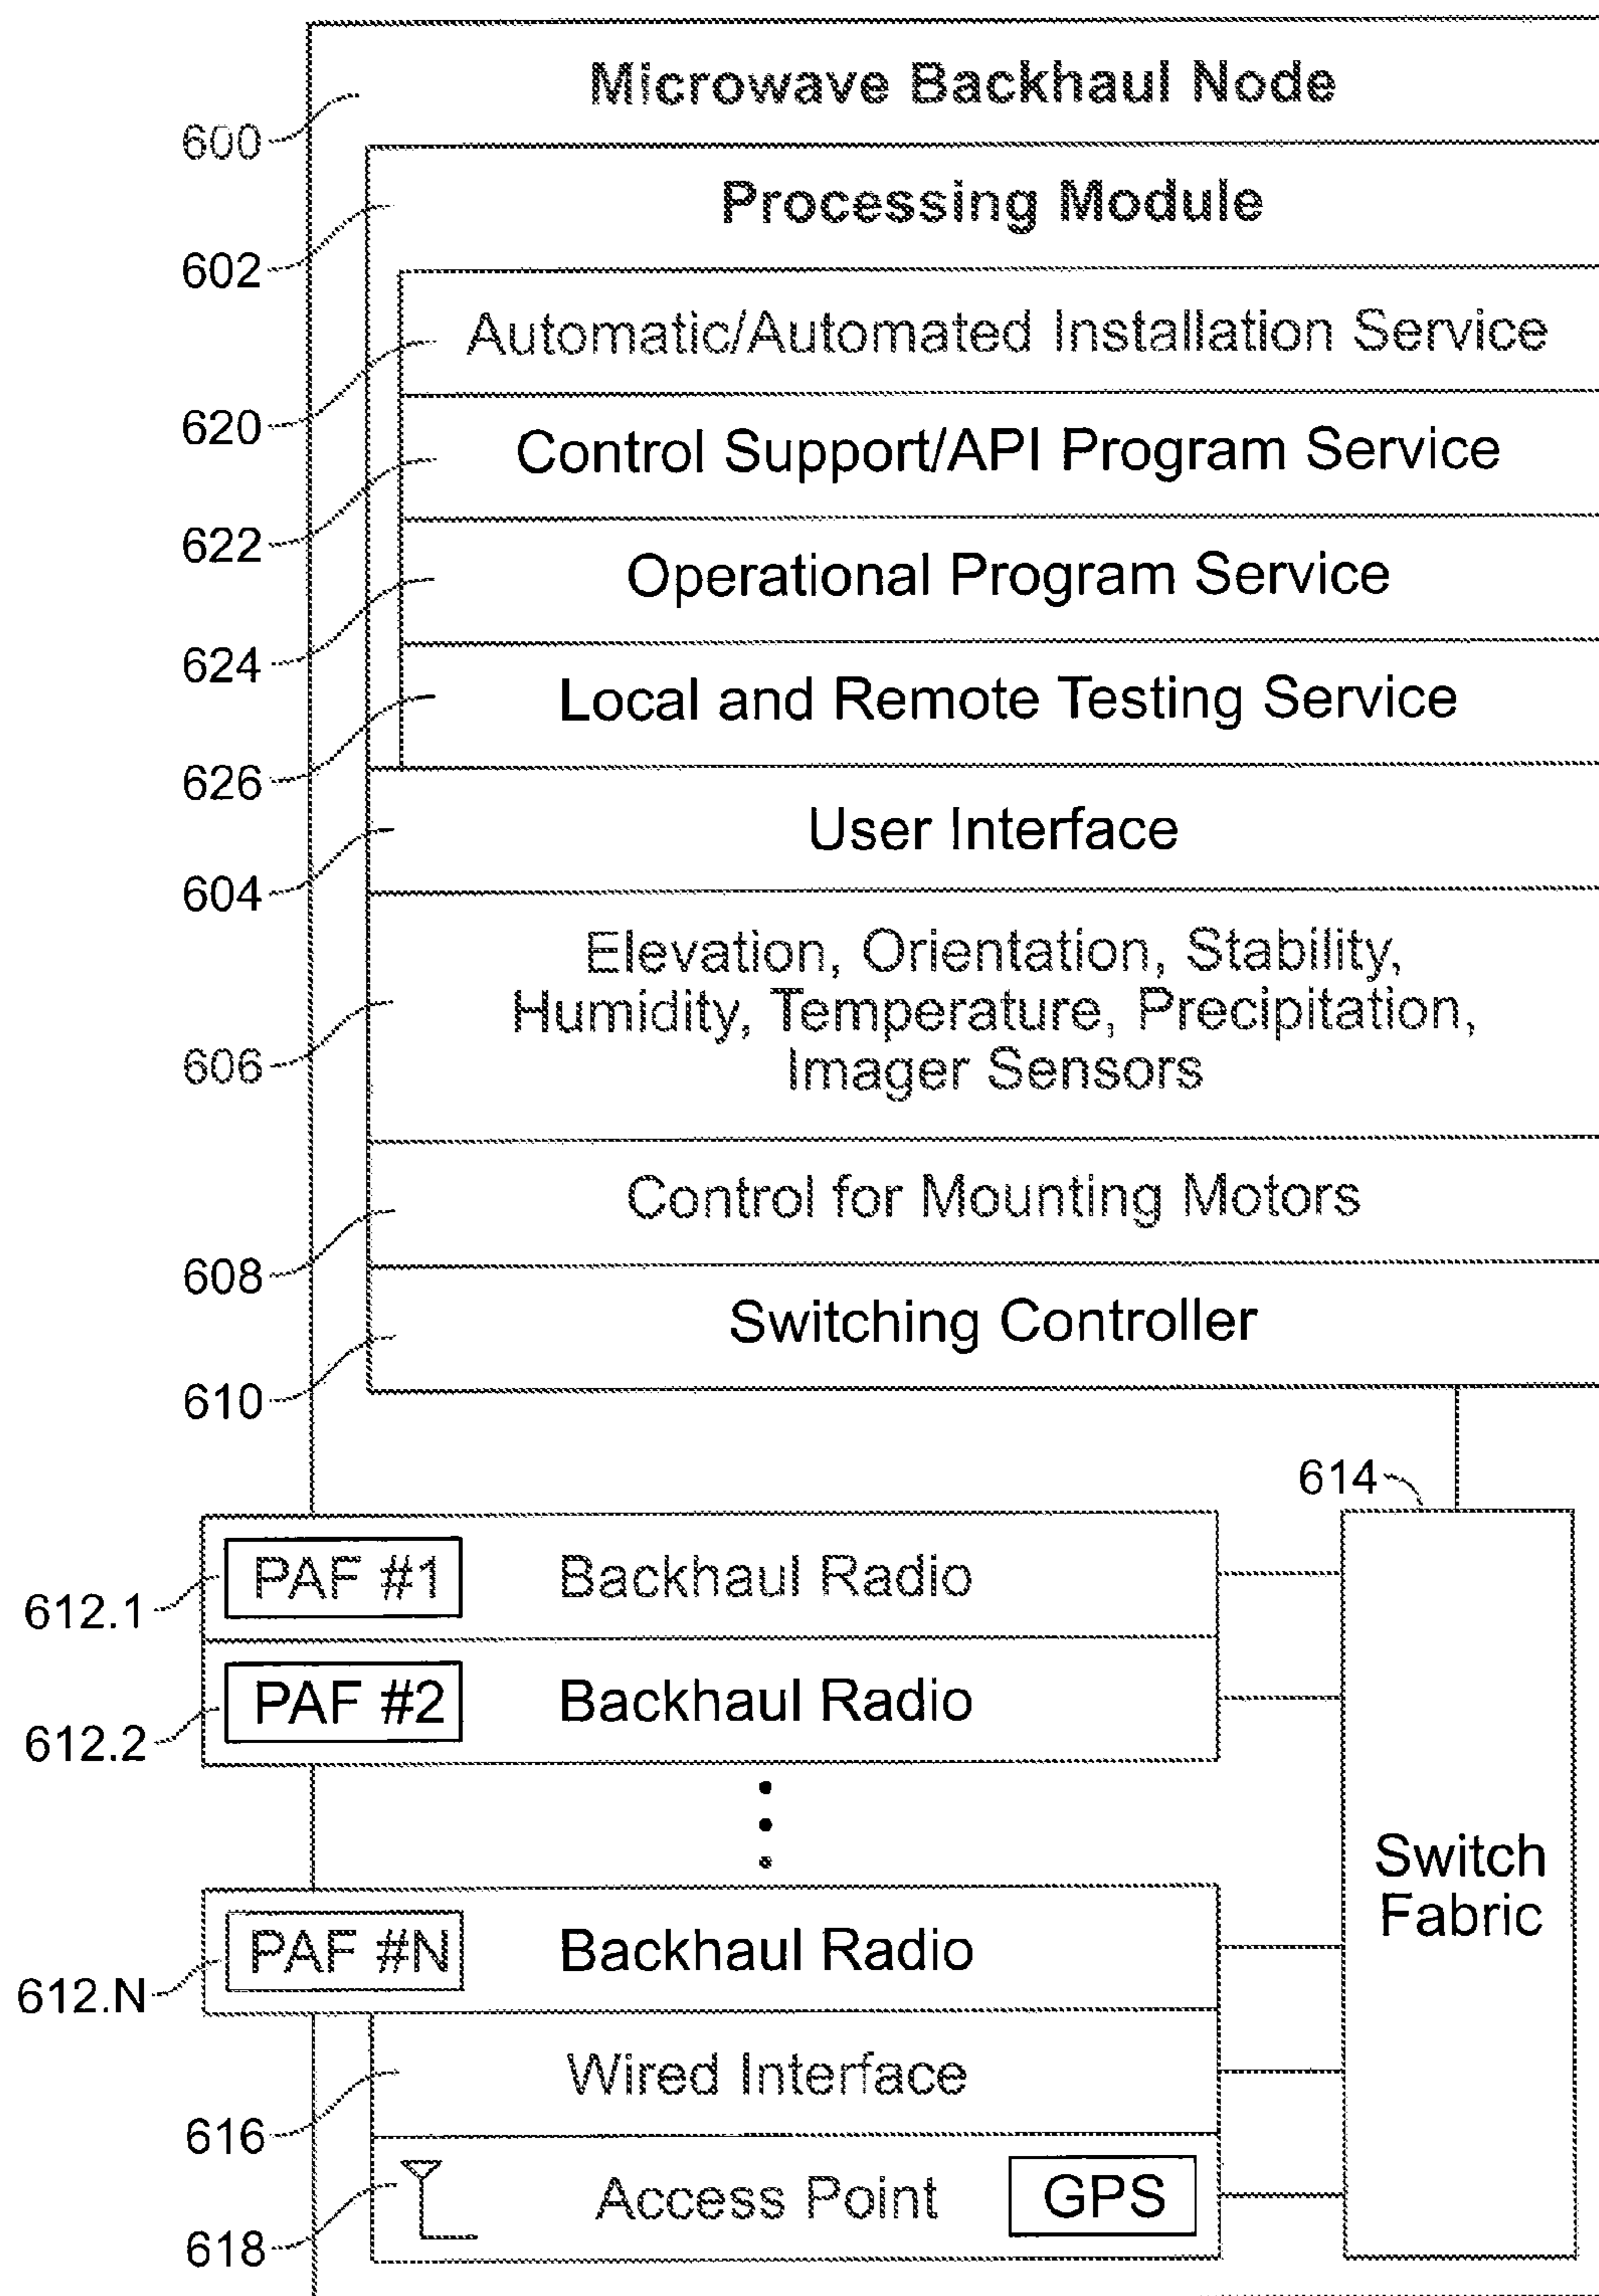 Microwave Backhaul Node
600
Processing Module
602
Automatic/Automated Installation Service
620
Control Support/API Program Service
622
Operational Program Service
624
Local and Remote Testing Service
626
User Interface
604
Elevation, Orientation, Stability,
Humidity, Temperature, Precipitation,
Imager Sensors
606
Control for Mounting Motors
608
Switching Controller
610
614
PAF #1 Backhaul Radio
612.1
PAF #2 Backhaul Radio
612.2
Switch
Fabric
PAF #N Backhaul Radio
612.N
Wired Interface
616
Access Point GPS
618